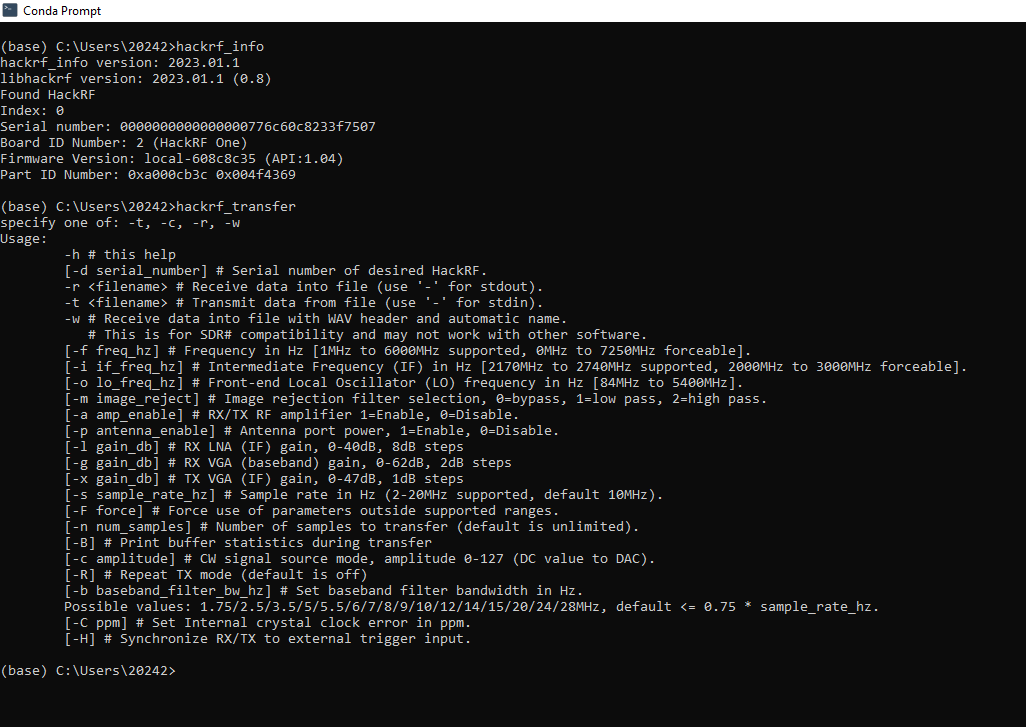 Conda Prompt
(base) C:\Users\20242>hackrf_info
hackrf_info version: 2023.01.1
libhackrf version: 2023.01.1 (0.8)
Found HackRF
Index: 0
Serial number: 0000000000000000776c60c8233f7507
Board ID Number: 2 (HackRF One)
Firmware Version: local-608c8c35 (API:1.04)
Part ID Number: 0xa000cb3c 0x004f4369
(base) C:\Users\20242>hackrf_transfer
specify one of: -t, -c, -r, -w
Usage:
-h # this help
[-d serial_number] # Serial number of desired HackRF.
-r <filename> # Receive data into file (use '-' for stdout).
-t <filename> # Transmit data from file (use '-' for stdin).
-w # Receive data into file with WAV header and automatic name.
# This is for SDR# compatibility and may not work with other software.
[-f freq_hz] # Frequency in Hz [1MHz to 6000MHz supported, 0MHz to 7250MHz forceable].
[-i if_freq_hz] # Intermediate Frequency (IF) in Hz [2170MHz to 2740MHz supported, 2000MHz to 3000MHz forceable].
[-o lo_freq_hz] # Front-end Local Oscillator (LO) frequency in Hz [84MHz to 5400MHz].
[-m image_reject] # Image rejection filter selection, 0=bypass, 1=low pass, 2=high pass.
[-a amp_enable] # RX/TX RF amplifier 1=Enable, 0=Disable.
[-p antenna_enable] # Antenna port power, 1=Enable, 0=Disable.
[-l gain_db] # RX LNA (IF) gain, 0-40dB, 8dB steps
[-g gain_db] # RX VGA (baseband) gain, 0-62dB, 2dB steps
[-x gain_db] # TX VGA (IF) gain, 0-47dB, 1dB steps
[-s sample_rate_hz] # Sample rate in Hz (2-20MHz supported, default 10MHz).
[-F force] # Force use of parameters outside supported ranges.
[-n num_samples] # Number of samples to transfer (default is unlimited).
[-B] # Print buffer statistics during transfer
[-c amplitude] # CW signal source mode, amplitude 0-127 (DC value to DAC).
[-R] # Repeat TX mode (default is off)
[-b baseband_filter_bw_hz] # Set baseband filter bandwidth in Hz.
Possible values: 1.75/2.5/3.5/5/5.5/6/7/8/9/10/12/14/15/20/24/28MHz, default <= 0.75 * sample_rate_hz.
[-C ppm] # Set Internal crystal clock error in ppm.
[-H] # Synchronize RX/TX to external trigger input.
(base) C:\Users\20242>